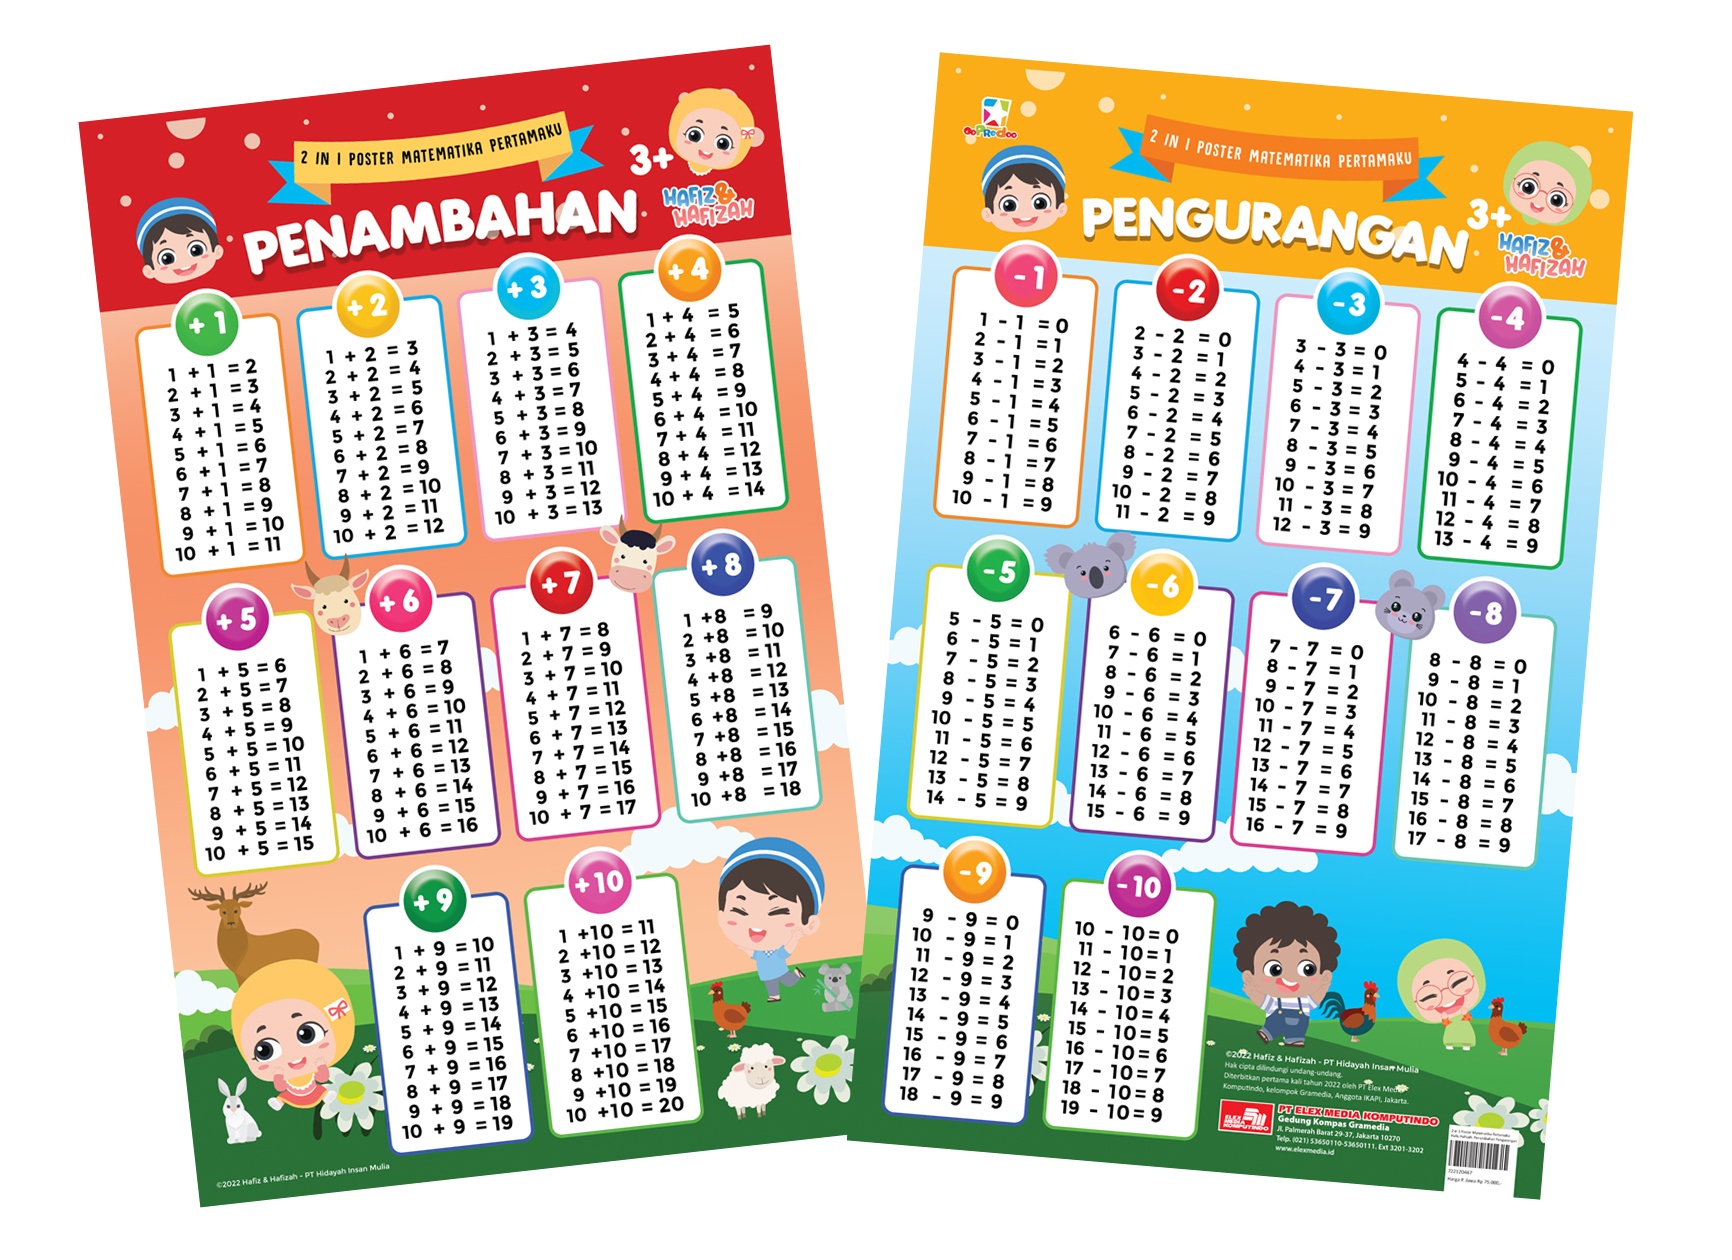 2 IN 1 POSTER MATEMATIKA PERTAMAKU
3+
PENAMBAHAN
HAFIZ & HAFIZAH
+ 1
1 + 1 = 2
2 + 1 = 3
3 + 1 = 4
4 + 1 = 5
5 + 1 = 6
6 + 1 = 7
7 + 1 = 8
8 + 1 = 9
9 + 1 = 10
10 + 1 = 11
+ 2
1 + 2 = 3
2 + 2 = 4
3 + 2 = 5
4 + 2 = 6
5 + 2 = 7
6 + 2 = 8
7 + 2 = 9
8 + 2 = 10
9 + 2 = 11
10 + 2 = 12
+ 3
1 + 3 = 4
2 + 3 = 5
3 + 3 = 6
4 + 3 = 7
5 + 3 = 8
6 + 3 = 9
7 + 3 = 10
8 + 3 = 11
9 + 3 = 12
10 + 3 = 13
+ 4
1 + 4 = 5
2 + 4 = 6
3 + 4 = 7
4 + 4 = 8
5 + 4 = 9
6 + 4 = 10
7 + 4 = 11
8 + 4 = 12
9 + 4 = 13
10 + 4 = 14
+ 5
1 + 5 = 6
2 + 5 = 7
3 + 5 = 8
4 + 5 = 9
5 + 5 = 10
6 + 5 = 11
7 + 5 = 12
8 + 5 = 13
9 + 5 = 14
10 + 5 = 15
+ 6
1 + 6 = 7
2 + 6 = 8
3 + 6 = 9
4 + 6 = 10
5 + 6 = 11
6 + 6 = 12
7 + 6 = 13
8 + 6 = 14
9 + 6 = 15
10 + 6 = 16
+ 7
1 + 7 = 8
2 + 7 = 9
3 + 7 = 10
4 + 7 = 11
5 + 7 = 12
6 + 7 = 13
7 + 7 = 14
8 + 7 = 15
9 + 7 = 16
10 + 7 = 17
+ 8
1 +8 = 9
2 +8 = 10
3 +8 = 11
4 +8 = 12
5 +8 = 13
6 +8 = 14
7 +8 = 15
8 +8 = 16
9 +8 = 17
10 +8 = 18
+ 9
1 + 9 = 10
2 + 9 = 11
3 + 9 = 12
4 + 9 = 13
5 + 9 = 14
6 + 9 = 15
7 + 9 = 16
8 + 9 = 17
9 + 9 = 18
10 + 9 = 19
+10
1 +10 = 11
2 +10 = 12
3 +10 = 13
4 +10 = 14
5 +10 = 15
6 +10 = 16
7 +10 = 17
8 +10 = 18
9 +10 = 19
10 +10 = 20
©2022 Hafiz & Hafizah - PT Hidayah Insan Mulia
2 IN 1 POSTER MATEMATIKA PERTAMAKU
3+
PENGURANGAN
HAFIZ & HAFIZAH
-1
1 - 1 = 0
2 - 1 = 1
3 - 1 = 2
4 - 1 = 3
5 - 1 = 4
6 - 1 = 5
7 - 1 = 6
8 - 1 = 7
9 - 1 = 8
10 - 1 = 9
-2
2 - 2 = 0
3 - 2 = 1
4 - 2 = 2
5 - 2 = 3
6 - 2 = 4
7 - 2 = 5
8 - 2 = 6
9 - 2 = 7
10 - 2 = 8
11 - 2 = 9
-3
3 - 3 = 0
4 - 3 = 1
5 - 3 = 2
6 - 3 = 3
7 - 3 = 4
8 - 3 = 5
9 - 3 = 6
10 - 3 = 7
11 - 3 = 8
12 - 3 = 9
-4
4 - 4 = 0
5 - 4 = 1
6 - 4 = 2
7 - 4 = 3
8 - 4 = 4
9 - 4 = 5
10 - 4 = 6
11 - 4 = 7
12 - 4 = 8
13 - 4 = 9
-5
5 - 5 = 0
6 - 5 = 1
7 - 5 = 2
8 - 5 = 3
9 - 5 = 4
10 - 5 = 5
11 - 5 = 6
12 - 5 = 7
13 - 5 = 8
14 - 5 = 9
-6
6 - 6 = 0
7 - 6 = 1
8 - 6 = 2
9 - 6 = 3
10 - 6 = 4
11 - 6 = 5
12 - 6 = 6
13 - 6 = 7
14 - 6 = 8
15 - 6 = 9
-7
7 - 7 = 0
8 - 7 = 1
9 - 7 = 2
10 - 7 = 3
11 - 7 = 4
12 - 7 = 5
13 - 7 = 6
14 - 7 = 7
15 - 7 = 8
16 - 7 = 9
-8
8 - 8 = 0
9 - 8 = 1
10 - 8 = 2
11 - 8 = 3
12 - 8 = 4
13 - 8 = 5
14 - 8 = 6
15 - 8 = 7
16 - 8 = 8
17 - 8 = 9
-9
9 - 9 = 0
10 - 9 = 1
11 - 9 = 2
12 - 9 = 3
13 - 9 = 4
14 - 9 = 5
15 - 9 = 6
16 - 9 = 7
17 - 9 = 8
18 - 9 = 9
-10
10 - 10 = 0
11 - 10 = 1
12 - 10 = 2
13 - 10 = 3
14 - 10 = 4
15 - 10 = 5
16 - 10 = 6
17 - 10 = 7
18 - 10 = 8
19 - 10 = 9
©2022 Hafiz & Hafizah - PT Hidayah Insan Mulia
Hak cipta dilindungi undang-undang.
Diterbitkan pertama kali tahun 2022 oleh PT Elex Media
Komputindo, kelompok Gramedia, Anggota IKAPI, Jakarta.
ELEX MEDIA KOMPUTINDO
PT ELEX MEDIA KOMPUTINDO
Gedung Kompas Gramedia
Jl. Palmerah Barat 29-37, Jakarta 10270
Telp. (021) 53650110-53650111. Ext 3201-3202
www.elexmedia.id